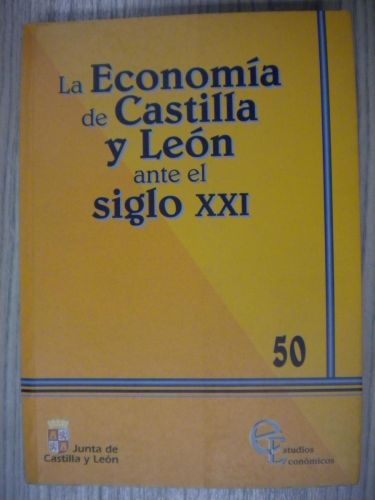 La Economía
de Castilla
y León
ante el
siglo XXI
50
Junta de
Castilla y León
Estudios
Económicos